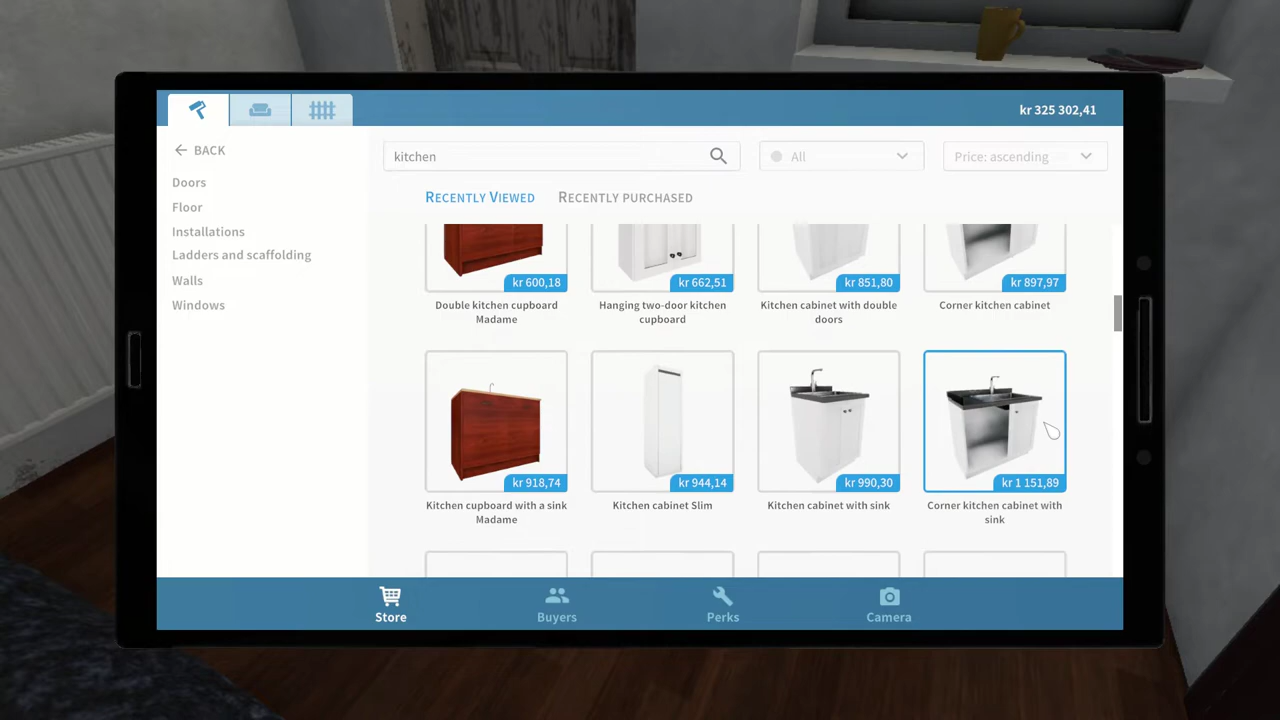 kr 325 302,41
BACK
kitchen
All
Price: ascending
Doors
Floor
Installations
Ladders and scaffolding
Walls
Windows
Recently Viewed
Recently purchased
kr 600,18
kr 662,51
kr 851,80
kr 897,97
Double kitchen cupboard
Madame
Hanging two-door kitchen
cupboard
Kitchen cabinet with double
doors
Corner kitchen cabinet
kr 918,74
kr 944,14
kr 990,30
kr 1 151,89
Kitchen cupboard with a sink
Madame
Kitchen cabinet Slim
Kitchen cabinet with sink
Corner kitchen cabinet with
sink
Store
Buyers
Perks
Camera